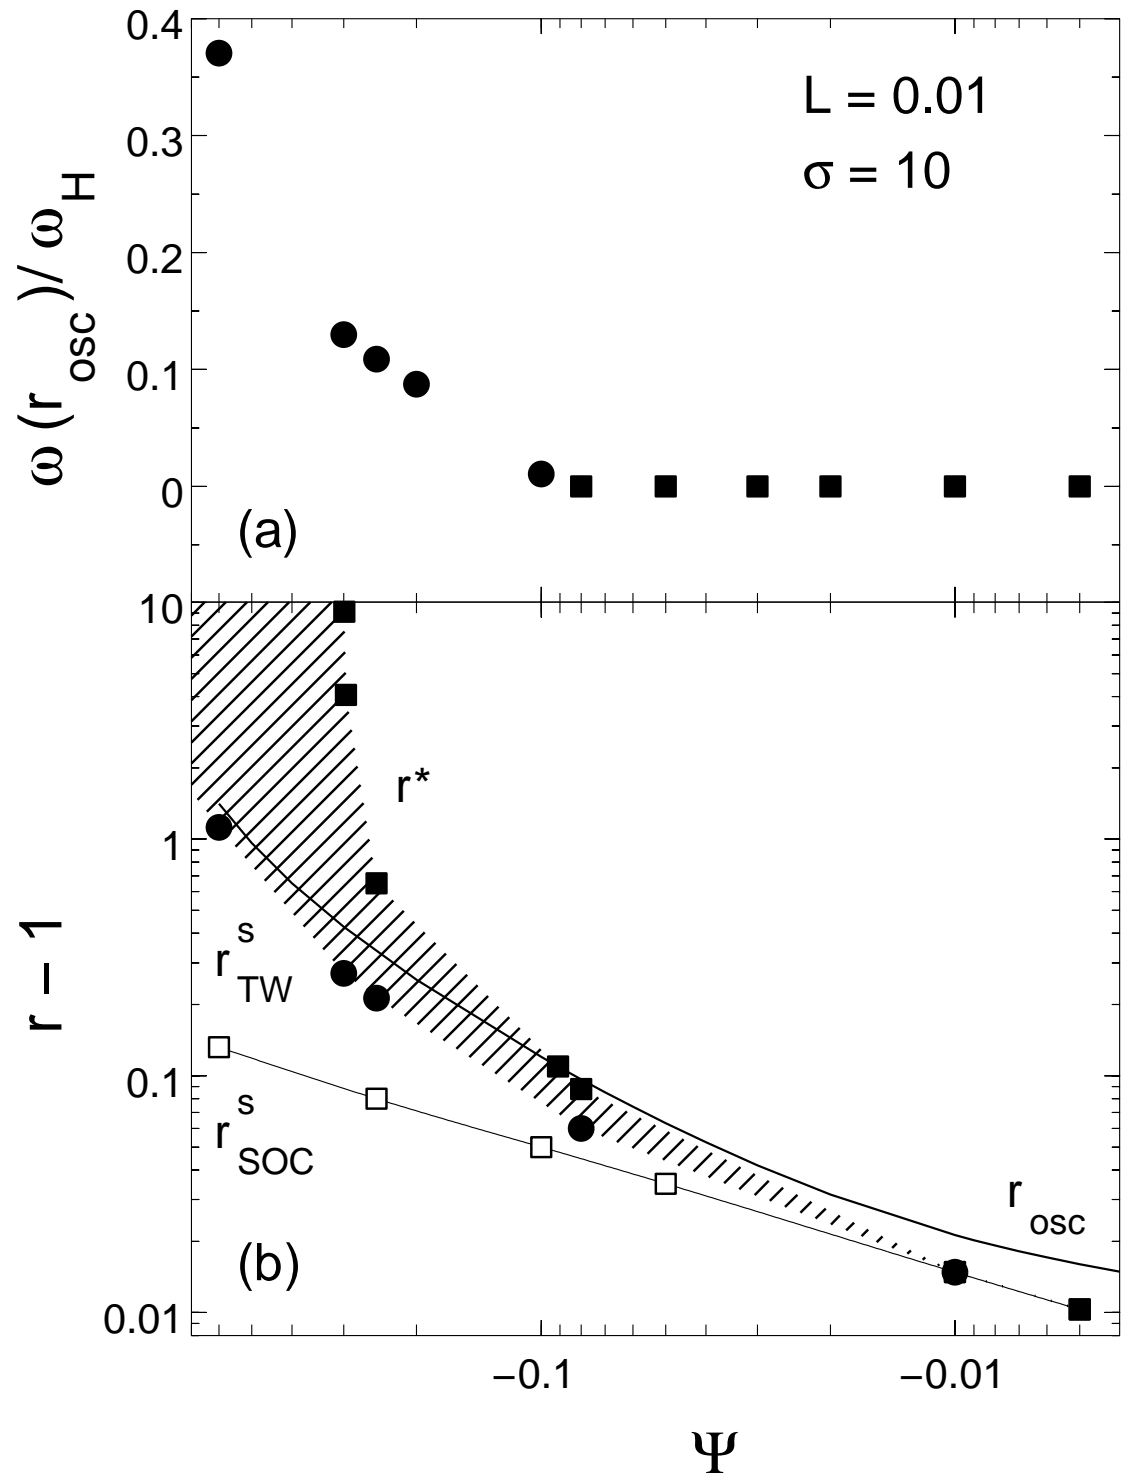 0.4
0.3
0.2
0.1
0
ω (r_osc) / ω_H
L = 0.01
σ = 10
(a)
10
1
0.1
0.01
r − 1
r*
r^s_TW
r^s_SOC
r_osc
(b)
−0.1
−0.01
Ψ